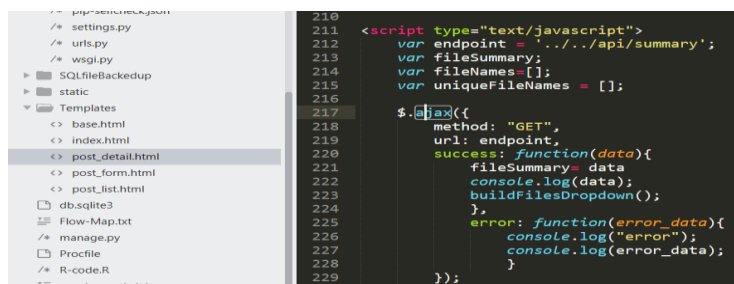 /* pip-selfcheck.json
/* settings.py
/* urls.py
/* wsgi.py
SQLfileBackedup
static
Templates
<> base.html
<> index.html
<> post_detail.html
<> post_form.html
<> post_list.html
db.sqlite3
Flow-Map.txt
/* manage.py
Procfile
/* R-code.R
210
211 <script type="text/javascript">
212 var endpoint = '../../api/summary';
213 var fileSummary;
214 var fileNames=[];
215 var uniqueFileNames = [];
216
217 $.ajax({
218 method: "GET",
219 url: endpoint,
220 success: function(data){
221 fileSummary= data
222 console.log(data);
223 buildFilesDropdown();
224 },
225 error: function(error_data){
226 console.log("error");
227 console.log(error_data);
228 }
229 });